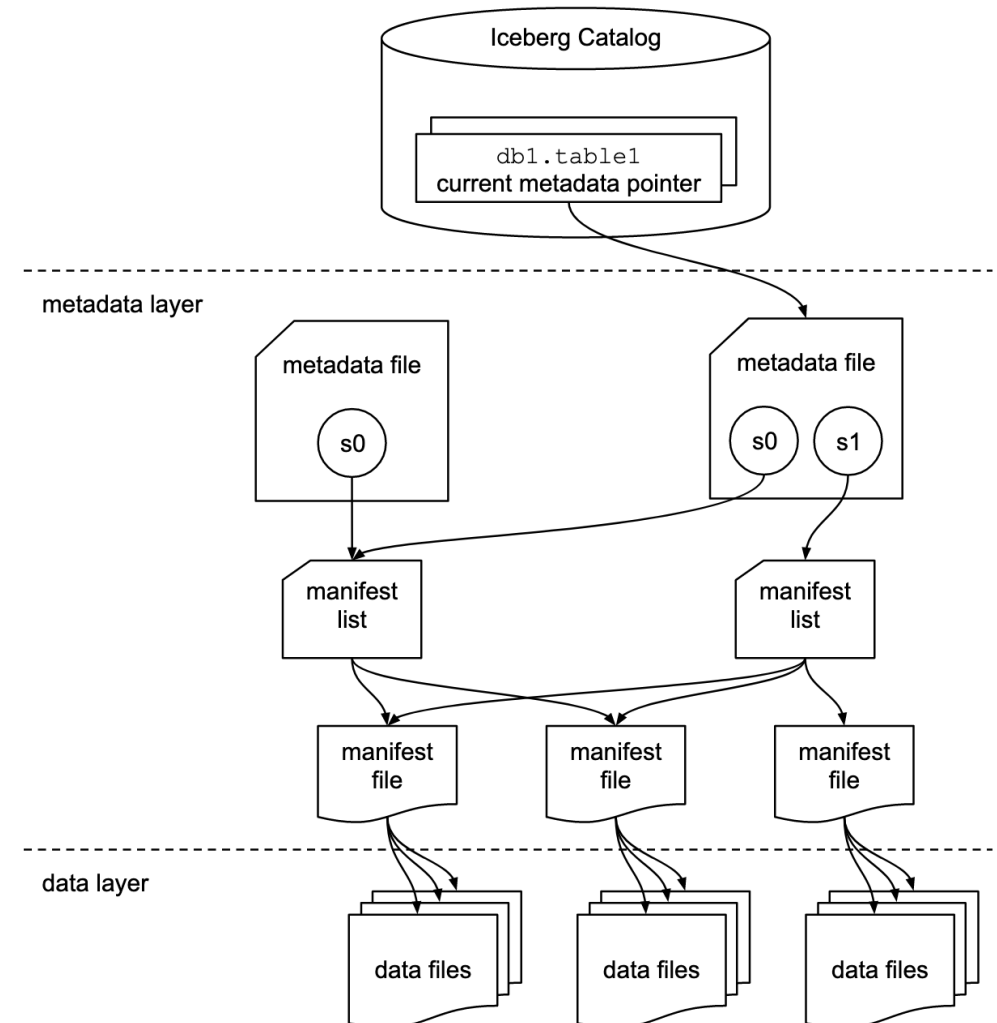 Iceberg Catalog
db1.table1
current metadata pointer
metadata layer
metadata file
s0
metadata file
s0
s1
manifest
list
manifest
list
manifest
file
manifest
file
manifest
file
data layer
data files
data files
data files